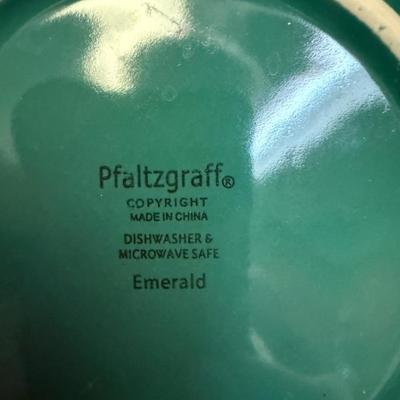 Pfaltzgraff®
COPYRIGHT
MADE IN CHINA
DISHWASHER &
MICROWAVE SAFE
Emerald